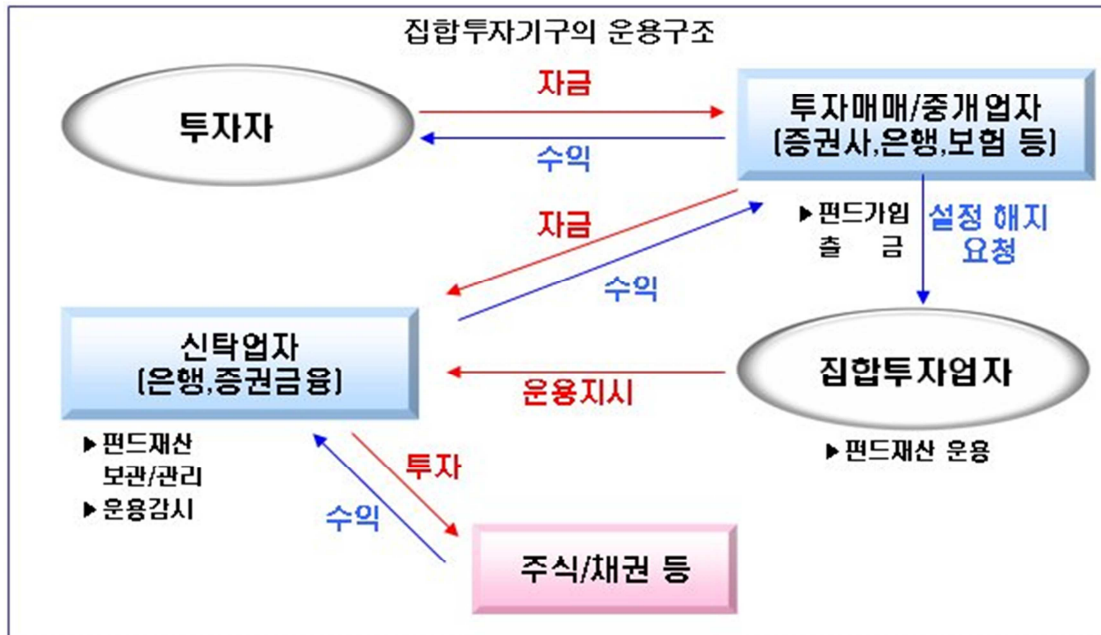 집합투자기구의 운용구조
투자자
자금
수익
투자매매/중개업자
(증권사,은행,보험 등)
▶펀드가입
출 금
설정 해지
요청
자금
수익
신탁업자
(은행,증권금융)
운용지시
집합투자업자
▶펀드재산 운용
▶펀드재산
보관/관리
▶운용감시
투자
수익
주식/채권 등